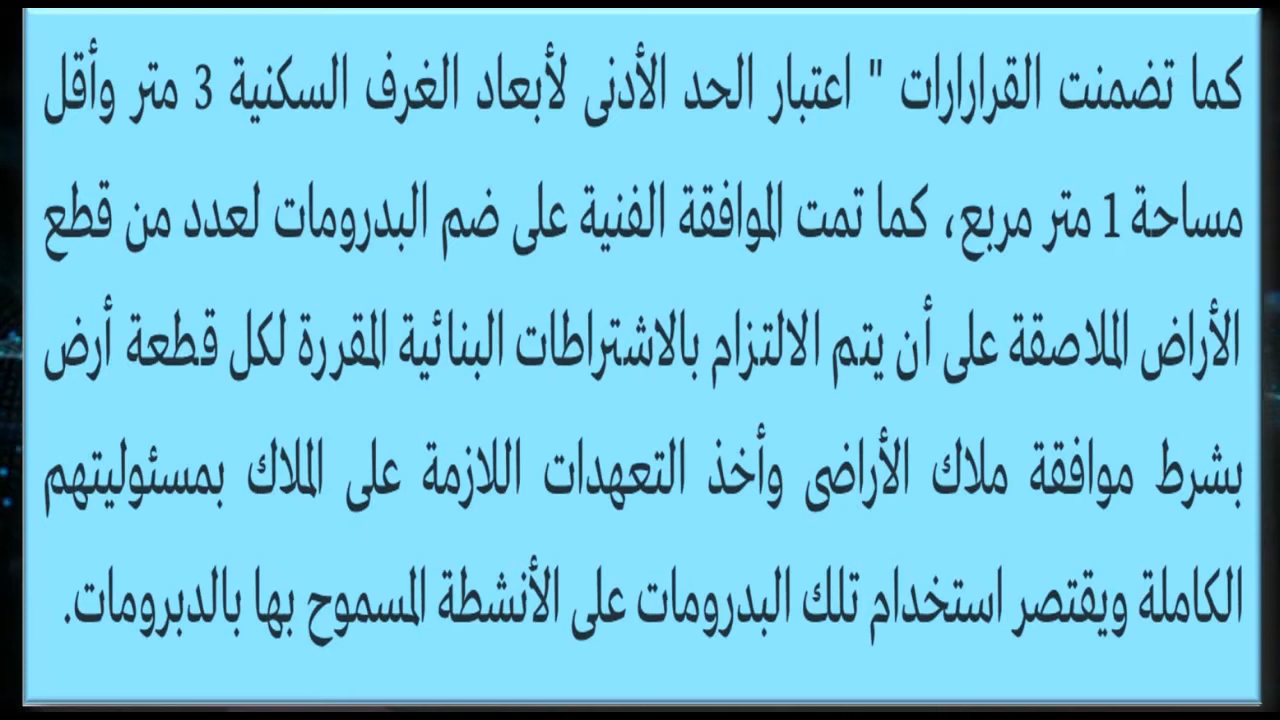 كما تضمنت القرارارات " اعتبار الحد الأدنى لأبعاد الغرف السكنية 3 متر وأقل
مساحة 1 متر مربع، كما تمت الموافقة الفنية على ضم البدرومات لعدد من قطع
الأراض الملاصقة على أن يتم الالتزام بالاشتراطات البنائية المقررة لكل قطعة أرض
بشرط موافقة ملاك الأراضى وأخذ التعهدات اللازمة على الملاك بمسئوليتهم
الكاملة ويقتصر استخدام تلك البدرومات على الأنشطة المسموح بها بالدبرومات.